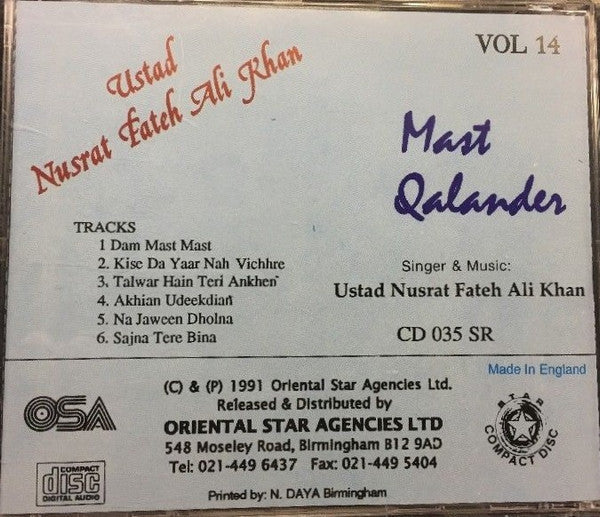 Ustad
Nusrat Fateh Ali Khan
VOL 14
Mast
Qalander
TRACKS
1 Dam Mast Mast
2. Kise Da Yaar Nah Vichhre
3. Talwar Hain Teri Ankhen
4. Akhian Udeekdian
5. Na Jaween Dholna
6. Sajna Tere Bina
Singer & Music:
Ustad Nusrat Fateh Ali Khan
CD 035 SR
Made In England
(C) & (P) 1991 Oriental Star Agencies Ltd.
Released & Distributed by
ORIENTAL STAR AGENCIES LTD
548 Moseley Road, Birmingham B12 9AD
Tel: 021-449 6437 Fax: 021-449 5404
Printed by: N. DAYA Birmingham
OSA
COMPACT
disc
DIGITAL AUDIO
STAR
COMPACT DISC